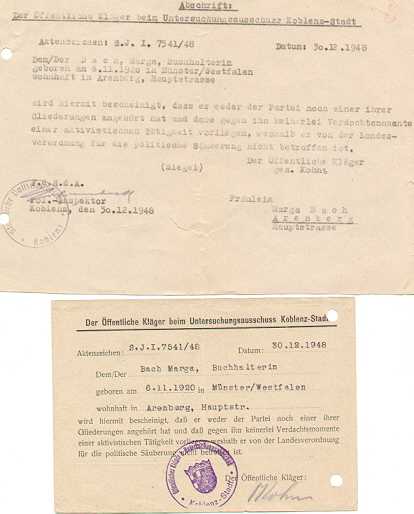 Abschrift:
Der Öffentliche Kläger beim Untersuchungsausschuss Koblenz-Stadt
Aktenzeichen: S.J.I. 7541/48 Datum: 30.12.1948
Dem/Der B a c h, Marga, Buchhalterin
geboren am 6.11.1920 in Münster/Westfalen
wohnhaft in Arenberg, Hauptstrasse
wird hiermit bescheinigt, dass er weder der Partei noch einer ihrer
Gliederungen angehört hat und dass gegen ihn keinerlei Verdachtsmomente
einer aktivistischen Tätigkeit vorliegen, weshalb er von der Landes-
verordnung für die politische Säuberung nicht betroffen ist.
(Siegel) Der Öffentliche Kläger
gez. Kohns
Pol.-Inspektor
Koblenz, den 30.12.1948
Fräulein
Marga B a c h
A r e n b e r g
Hauptstrasse
Der Öffentliche Kläger beim Untersuchungsausschuss Koblenz-Stadt
Aktenzeichen: S.J.I.7541/48 Datum: 30.12.1948
Dem/Der Bach Marga, Buchhalterin
geboren am 6.11.1920 in Münster/Westfalen
wohnhaft in Arenberg, Hauptstr.
wird hiermit bescheinigt, daß er weder der Partei noch einer ihrer
Gliederungen angehört hat und daß gegen ihn keinerlei Verdachtmomente
einer aktivistischen Tätigkeit er von der Landesverordnung
für die politische Säuberung nicht betroffen ist.
Öffentliche Kläger:
Koblenz-Stadt